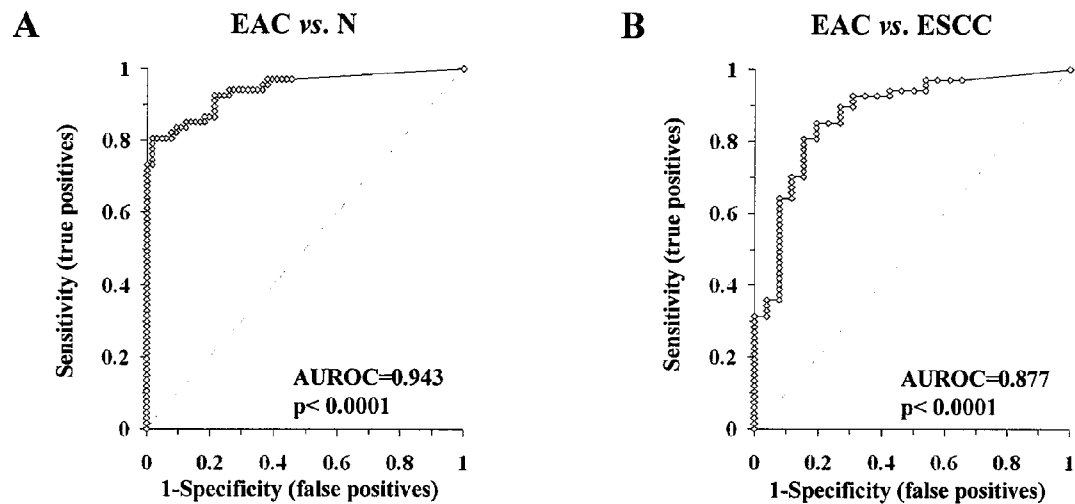 A
EAC vs. N
Sensitivity (true positives)
1
0.8
0.6
0.4
0.2
0
AUROC=0.943
p< 0.0001
0 0.2 0.4 0.6 0.8 1
1-Specificity (false positives)
B
EAC vs. ESCC
Sensitivity (true positives)
1
0.8
0.6
0.4
0.2
0
AUROC=0.877
p< 0.0001
0 0.2 0.4 0.6 0.8 1
1-Specificity (false positives)